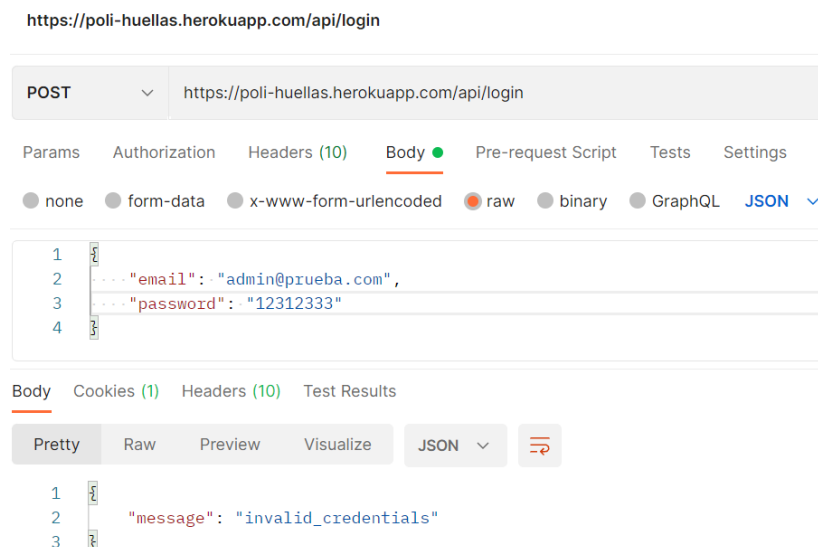 https://poli-huellas.herokuapp.com/api/login
POST https://poli-huellas.herokuapp.com/api/login
Params Authorization Headers (10) Body Pre-request Script Tests Settings
none form-data x-www-form-urlencoded raw binary GraphQL JSON
1 {
2 "email": "admin@prueba.com",
3 "password": "12312333"
4 }
Body Cookies (1) Headers (10) Test Results
Pretty Raw Preview Visualize JSON
1 {
2 "message": "invalid_credentials"
3 }